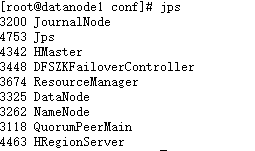 [root@datanode1 conf]# jps
3200 JournalNode
4753 Jps
4342 HMaster
3448 DFSZKFailoverController
3674 ResourceManager
3325 DataNode
3262 NameNode
3118 QuorumPeerMain
4463 HRegionServer